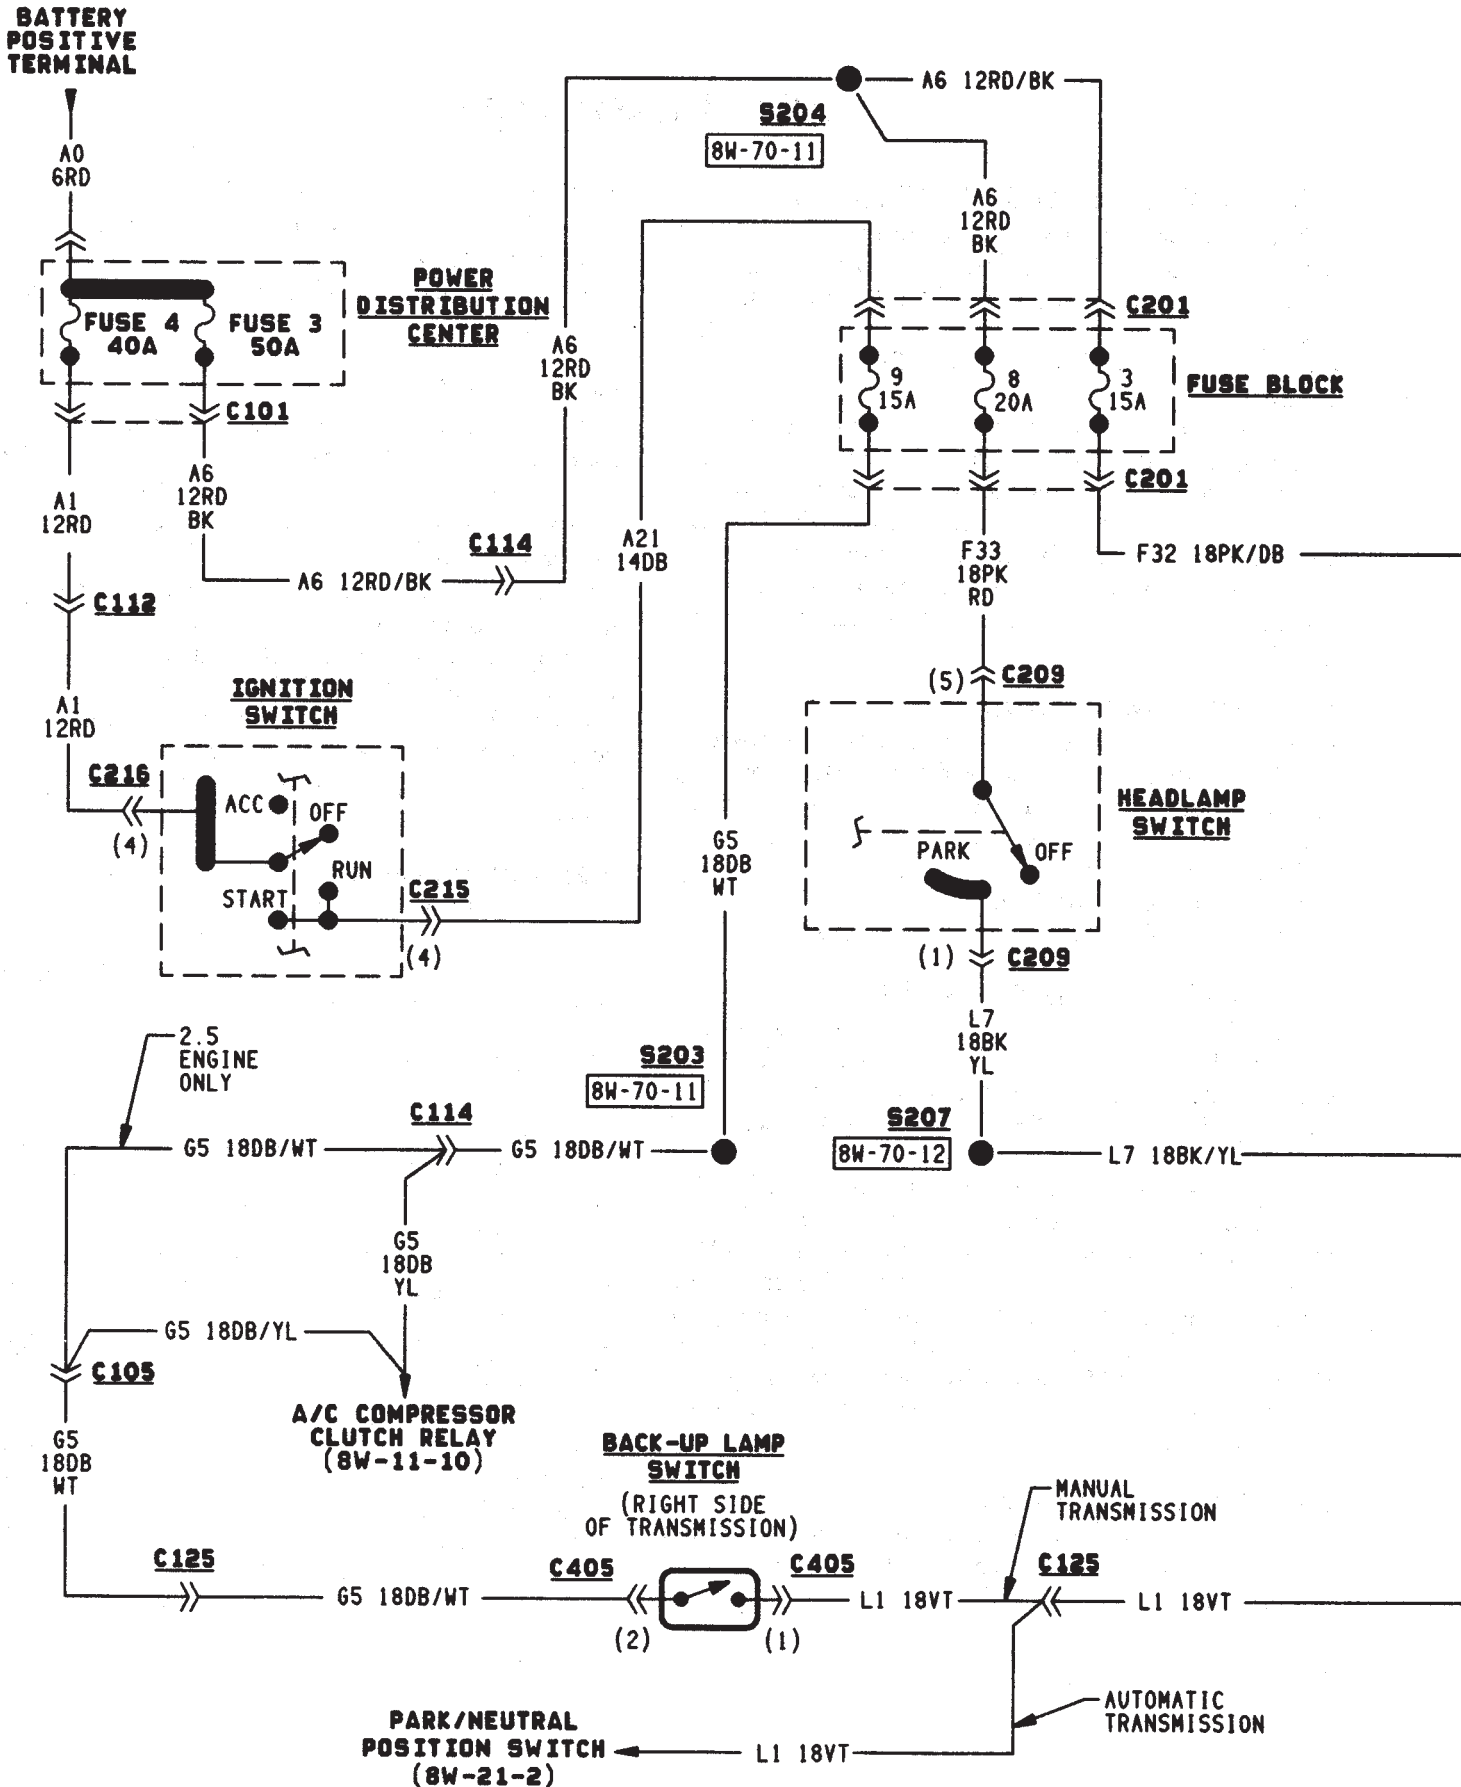 BATTERY
POSITIVE
TERMINAL
A0
6RD
S204
8W-70-11
A6 12RD/BK
A6
12RD
BK
POWER
DISTRIBUTION
CENTER
FUSE 4
40A
FUSE 3
50A
C101
A6
12RD
BK
C201
9
15A
8
20A
3
15A
FUSE BLOCK
C201
A1
12RD
A6
12RD
BK
C114
A6 12RD/BK
A21
14DB
F33
18PK
RD
F32 18PK/DB
C112
A1
12RD
IGNITION
SWITCH
C216
(4)
ACC
OFF
RUN
START
C215
(4)
(5)
C209
HEADLAMP
SWITCH
PARK
OFF
(1)
C209
G5
18DB
WT
L7
18BK
YL
2.5
ENGINE
ONLY
S203
8W-70-11
C114
G5 18DB/WT
G5 18DB/WT
S207
8W-70-12
L7 18BK/YL
G5
18DB
YL
G5 18DB/YL
C105
A/C COMPRESSOR
CLUTCH RELAY
(8W-11-10)
G5
18DB
WT
BACK-UP LAMP
SWITCH
(RIGHT SIDE
OF TRANSMISSION)
MANUAL
TRANSMISSION
C125
G5 18DB/WT
C405
(2)
C405
(1)
L1 18VT
C125
L1 18VT
AUTOMATIC
TRANSMISSION
PARK/NEUTRAL
POSITION SWITCH
(8W-21-2)
L1 18VT